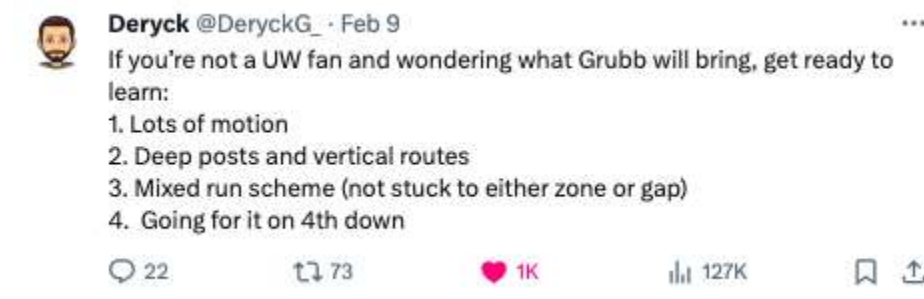 Deryck @DeryckG_ · Feb 9
If you're not a UW fan and wondering what Grubb will bring, get ready to
learn:
1. Lots of motion
2. Deep posts and vertical routes
3. Mixed run scheme (not stuck to either zone or gap)
4.  Going for it on 4th down
22 73 1K 127K